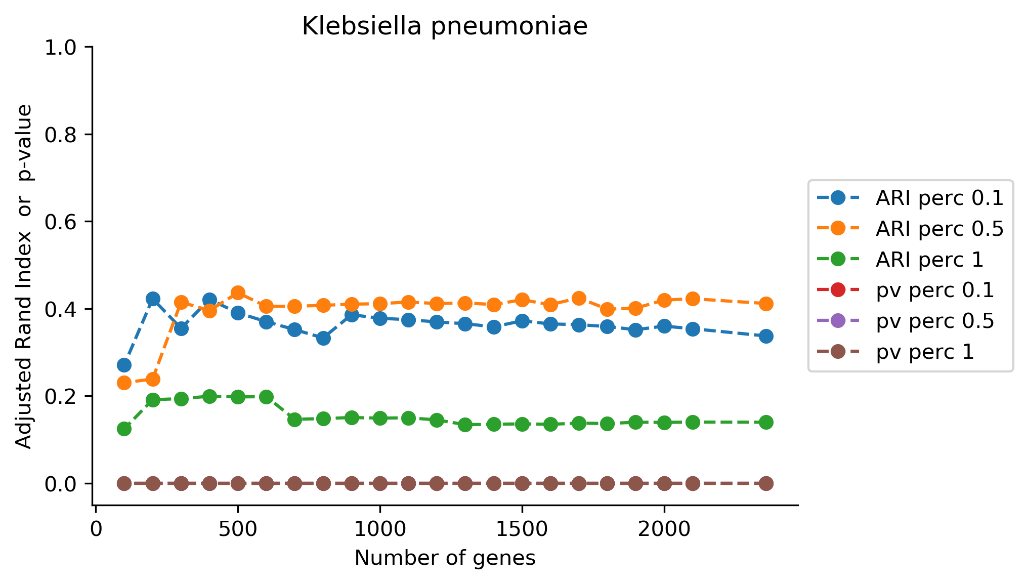 Klebsiella pneumoniae
Adjusted Rand Index or p-value
1.0
0.8
0.6
0.4
0.2
0.0
0
500
1000
1500
2000
Number of genes
ARI perc 0.1
ARI perc 0.5
ARI perc 1
pv perc 0.1
pv perc 0.5
pv perc 1